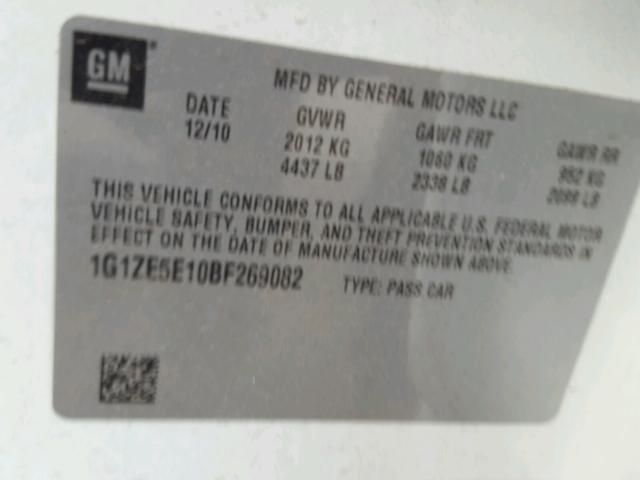 GM
MFD BY GENERAL MOTORS LLC
DATE GVWR GAWR FRT GAWR RR
12/10 2012 KG 1060 KG 952 KG
4437 LB 2338 LB 2099 LB
THIS VEHICLE CONFORMS TO ALL APPLICABLE U.S. FEDERAL MOTOR
VEHICLE SAFETY, BUMPER, AND THEFT PREVENTION STANDARDS IN
EFFECT ON THE DATE OF MANUFACTURE SHOWN ABOVE.
1G1ZE5E10BF269082 TYPE: PASS CAR